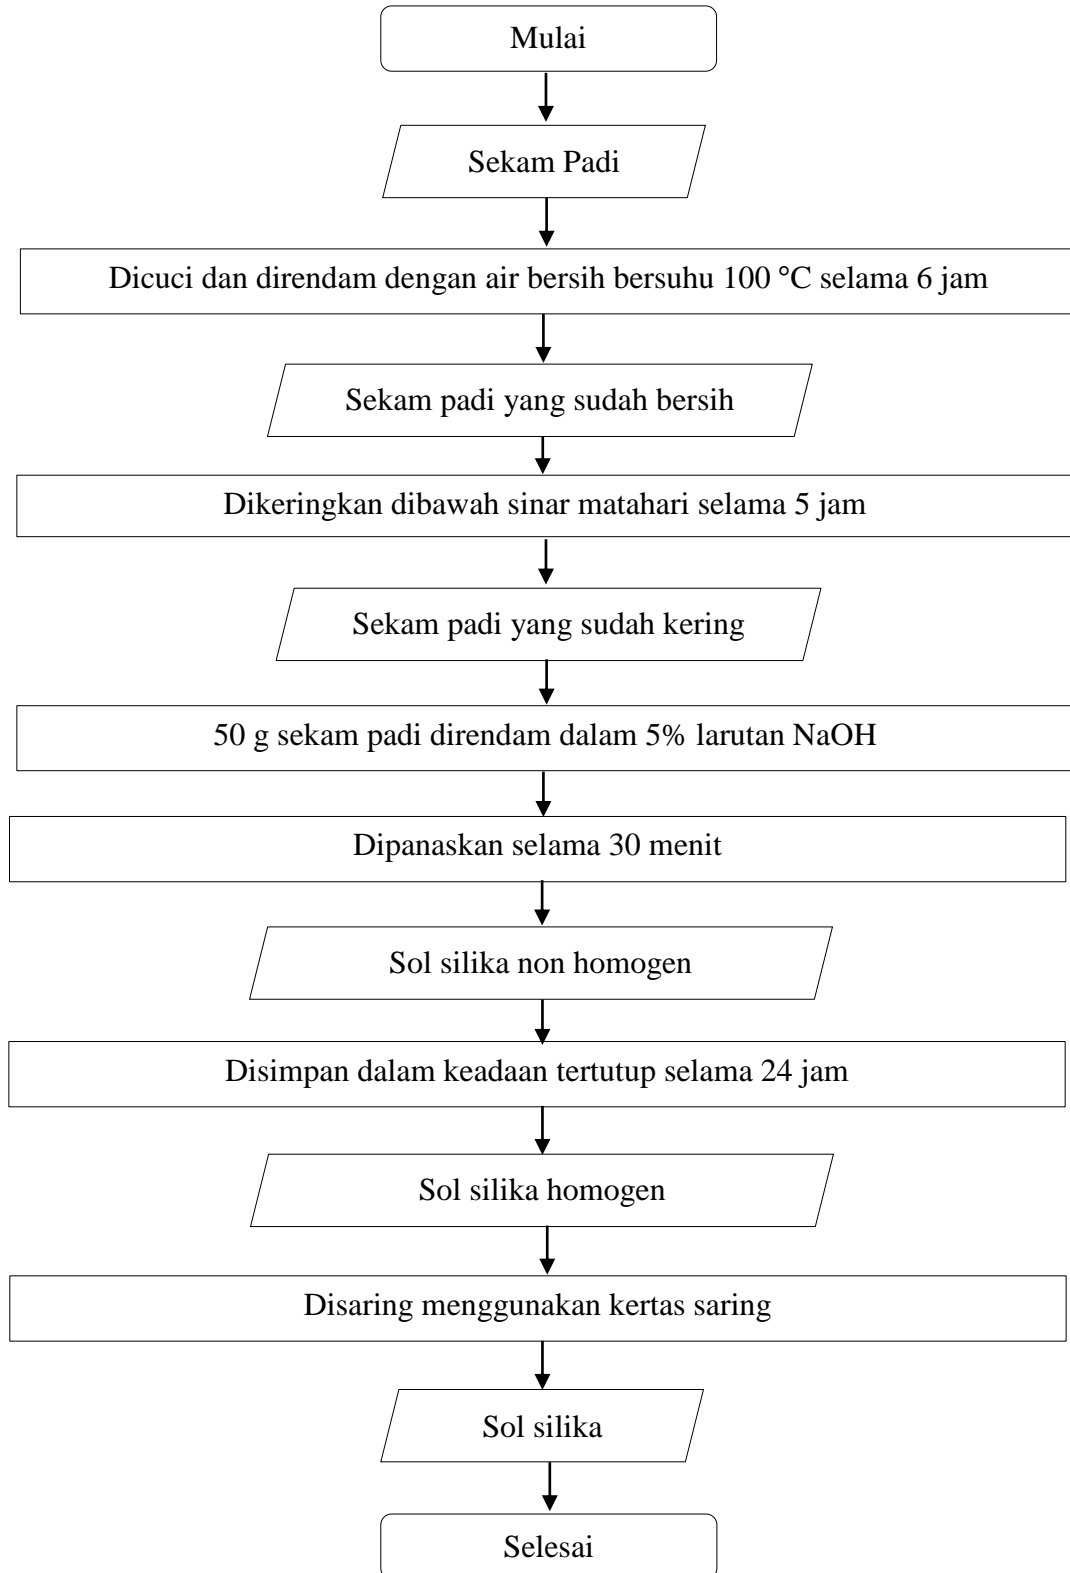 Mulai
Sekam Padi
Dicuci dan direndam dengan air bersih bersuhu 100 °C selama 6 jam
Sekam padi yang sudah bersih
Dikeringkan dibawah sinar matahari selama 5 jam
Sekam padi yang sudah kering
50 g sekam padi direndam dalam 5% larutan NaOH
Dipanaskan selama 30 menit
Sol silika non homogen
Disimpan dalam keadaan tertutup selama 24 jam
Sol silika homogen
Disaring menggunakan kertas saring
Sol silika
Selesai